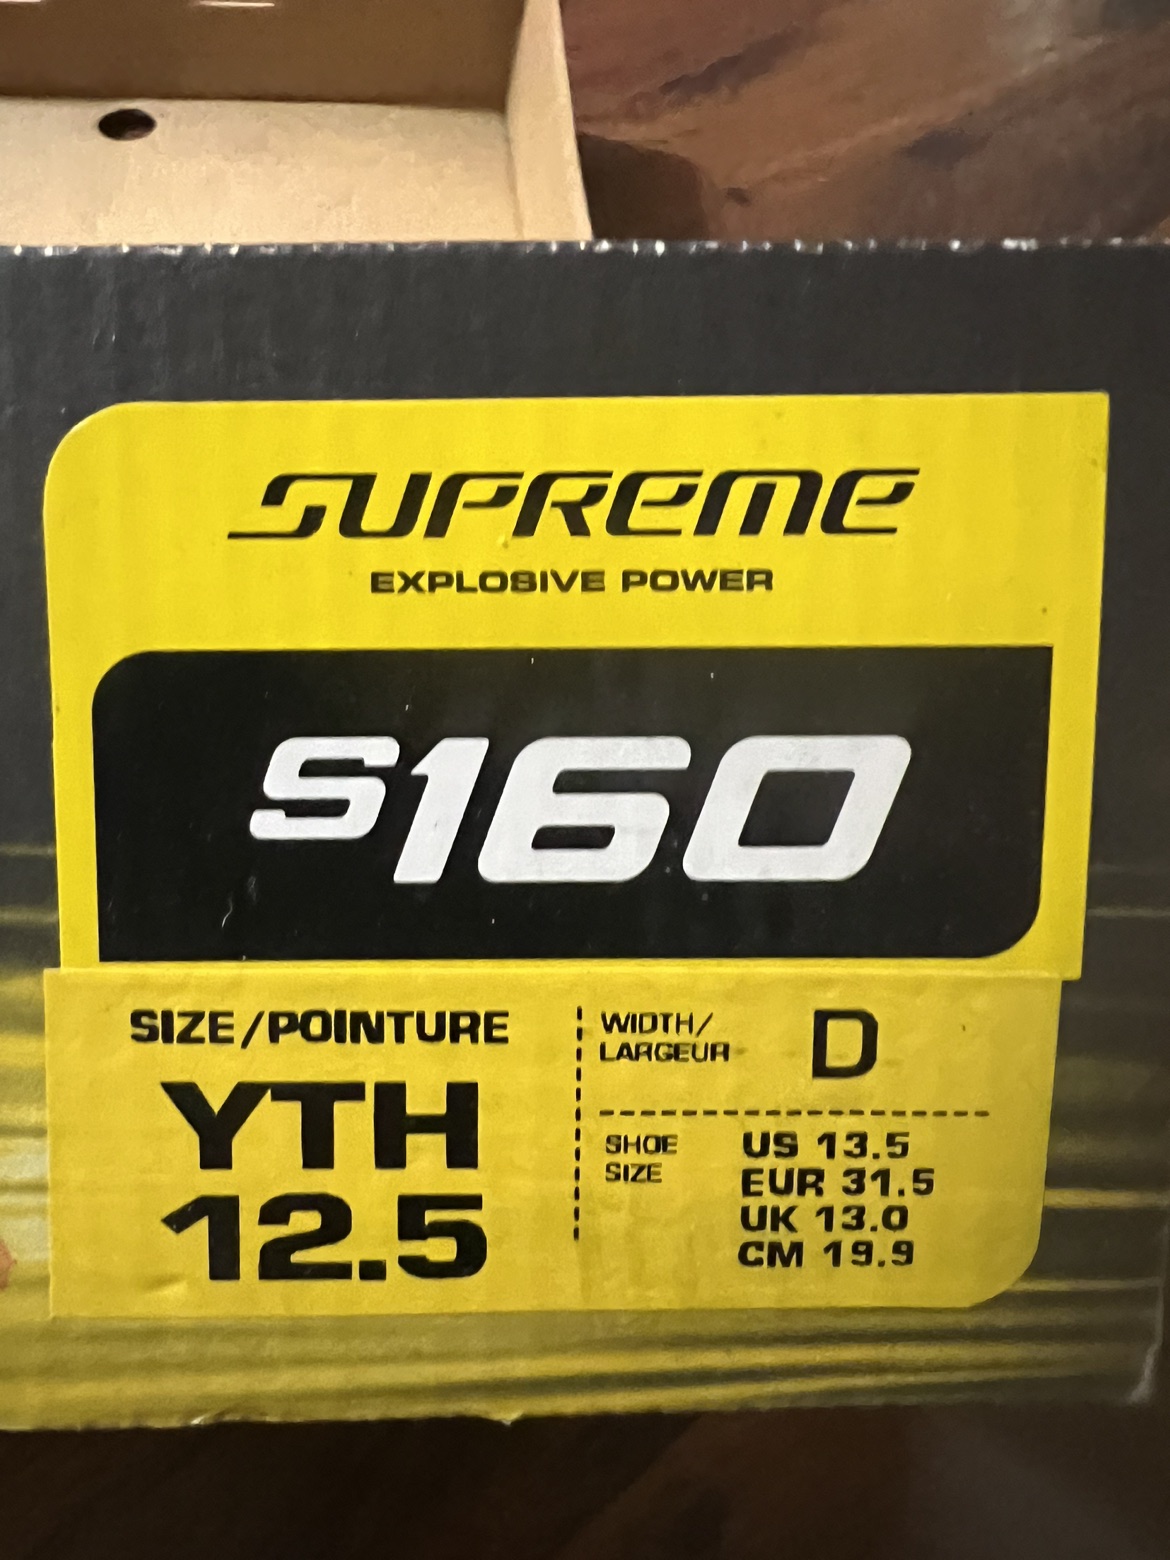 SUPREME
EXPLOSIVE POWER
S160
SIZE/POINTURE
YTH
12.5
WIDTH/
LARGEUR
D
SHOE
SIZE
US 13.5
EUR 31.5
UK 13.0
CM 19.9